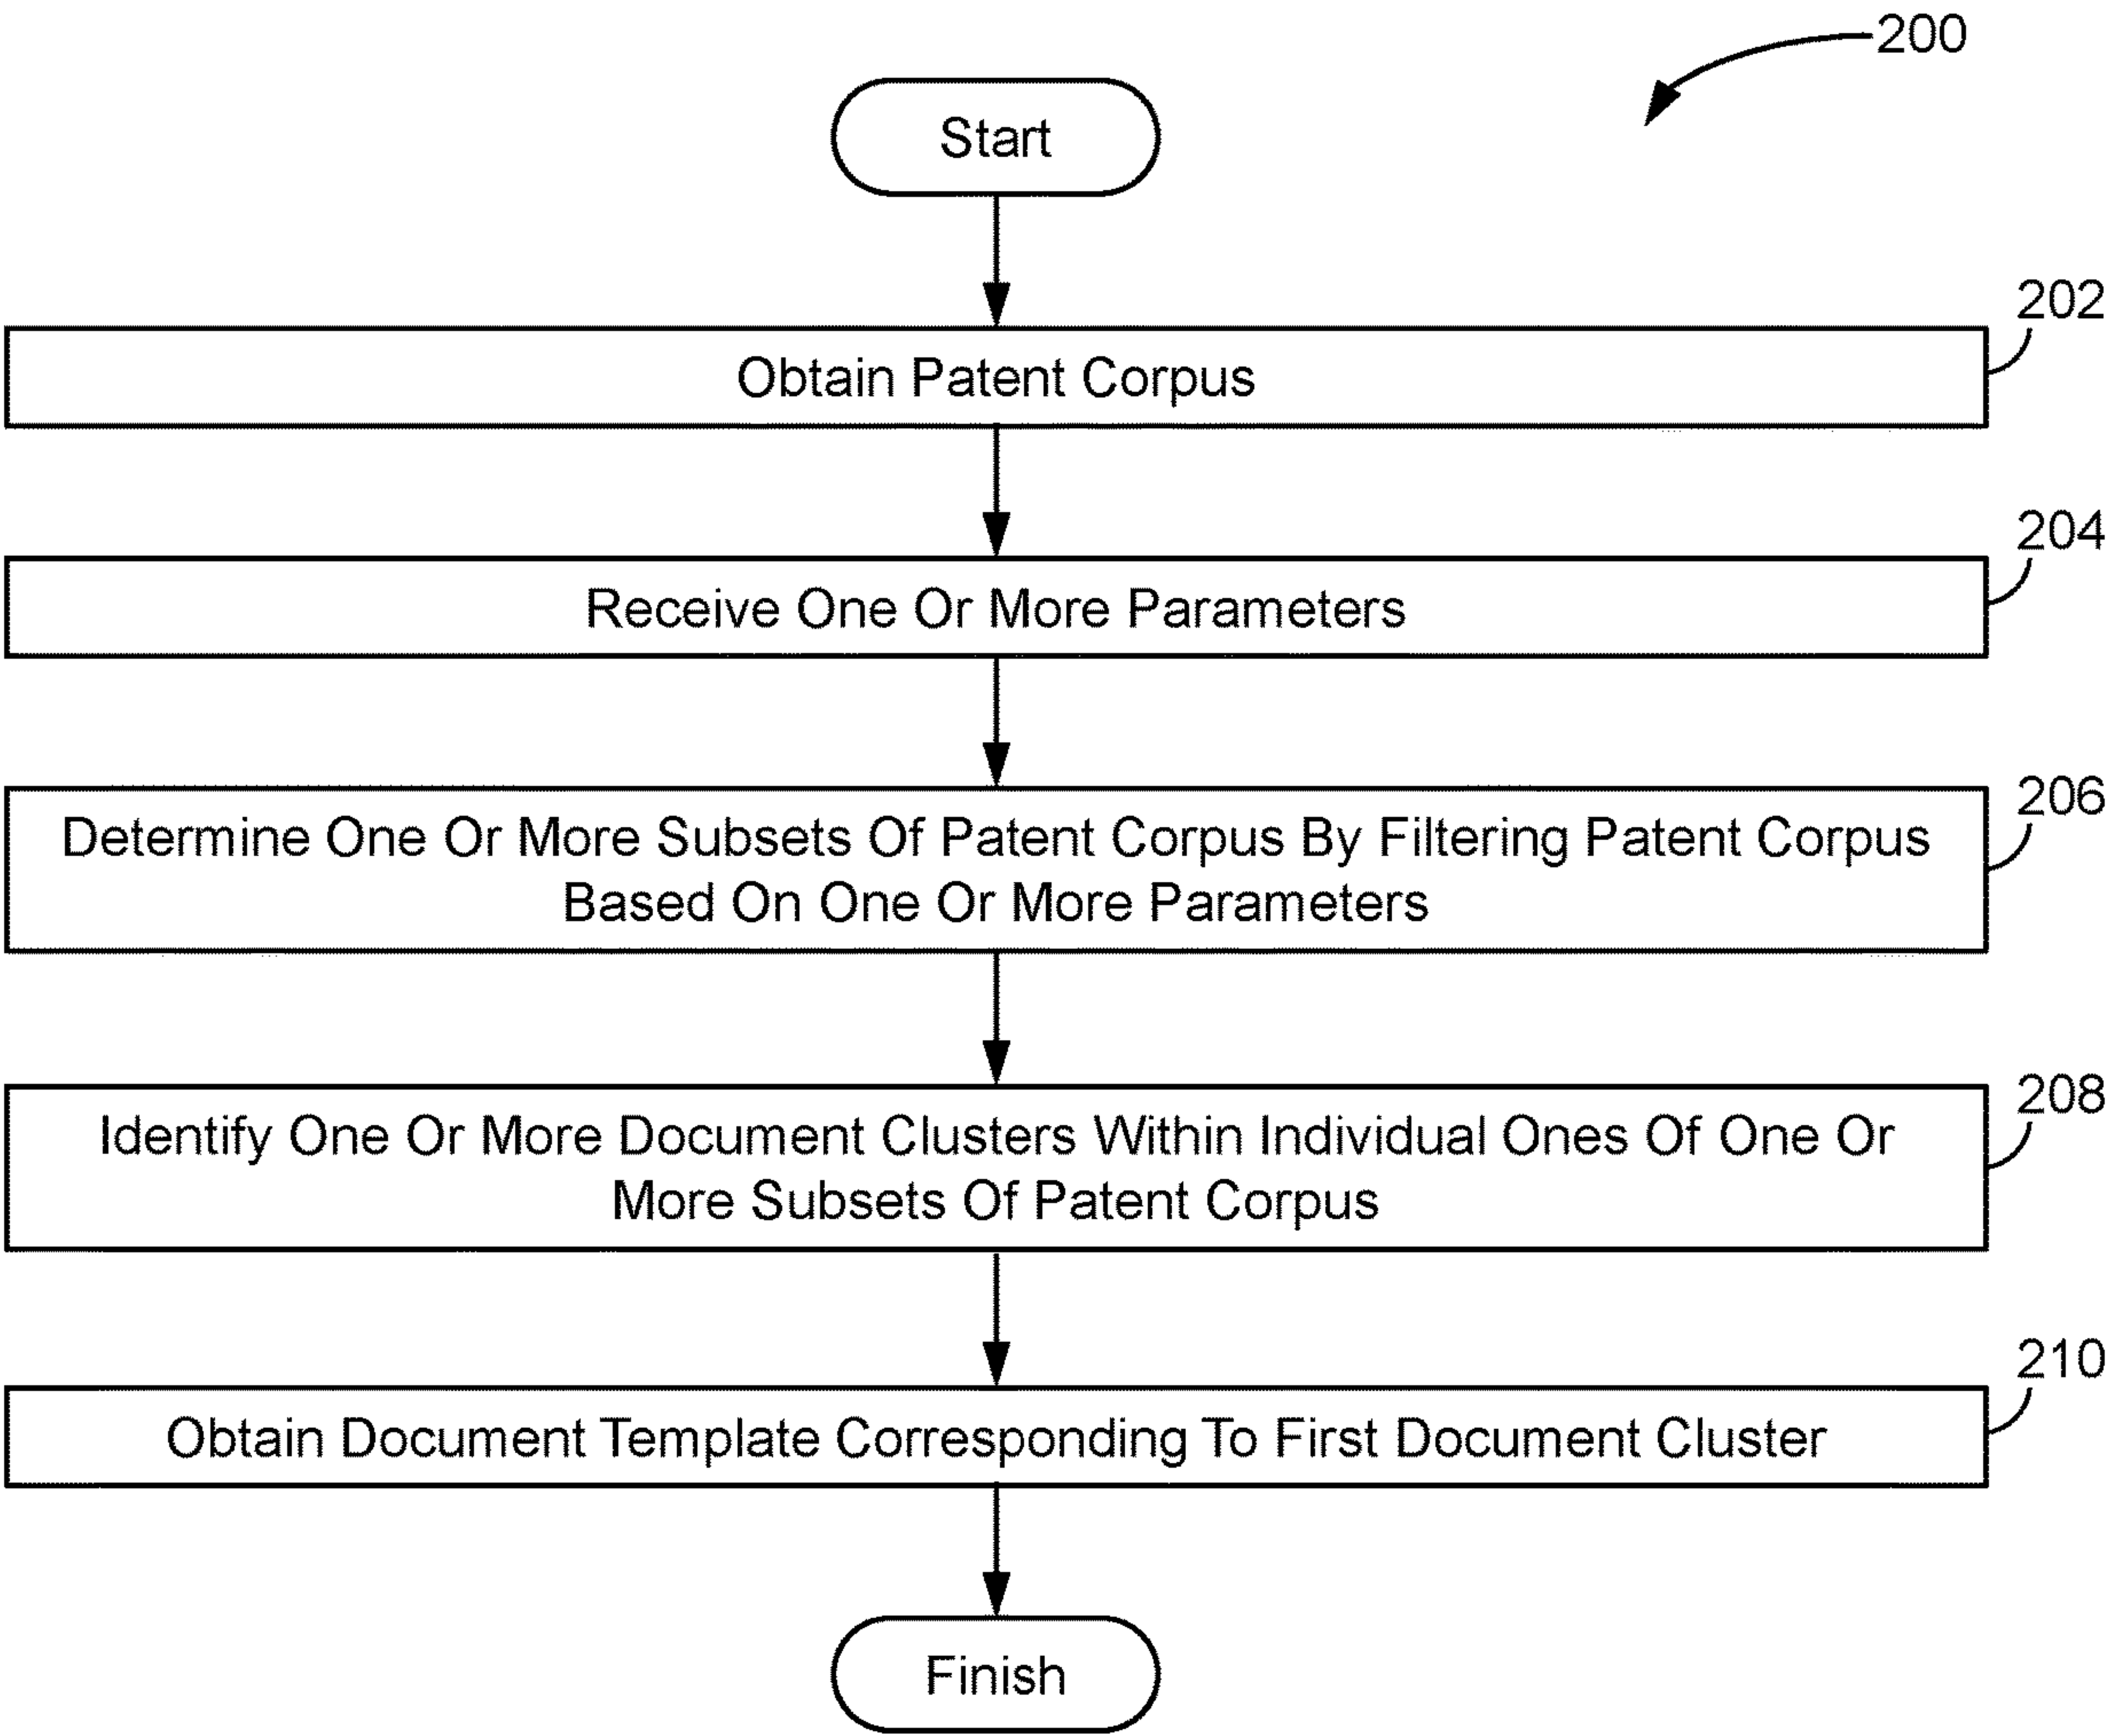 200
Start
202
Obtain Patent Corpus
204
Receive One Or More Parameters
206
Determine One Or More Subsets Of Patent Corpus By Filtering Patent Corpus
Based On One Or More Parameters
208
Identify One Or More Document Clusters Within Individual Ones Of One Or
More Subsets Of Patent Corpus
210
Obtain Document Template Corresponding To First Document Cluster
Finish